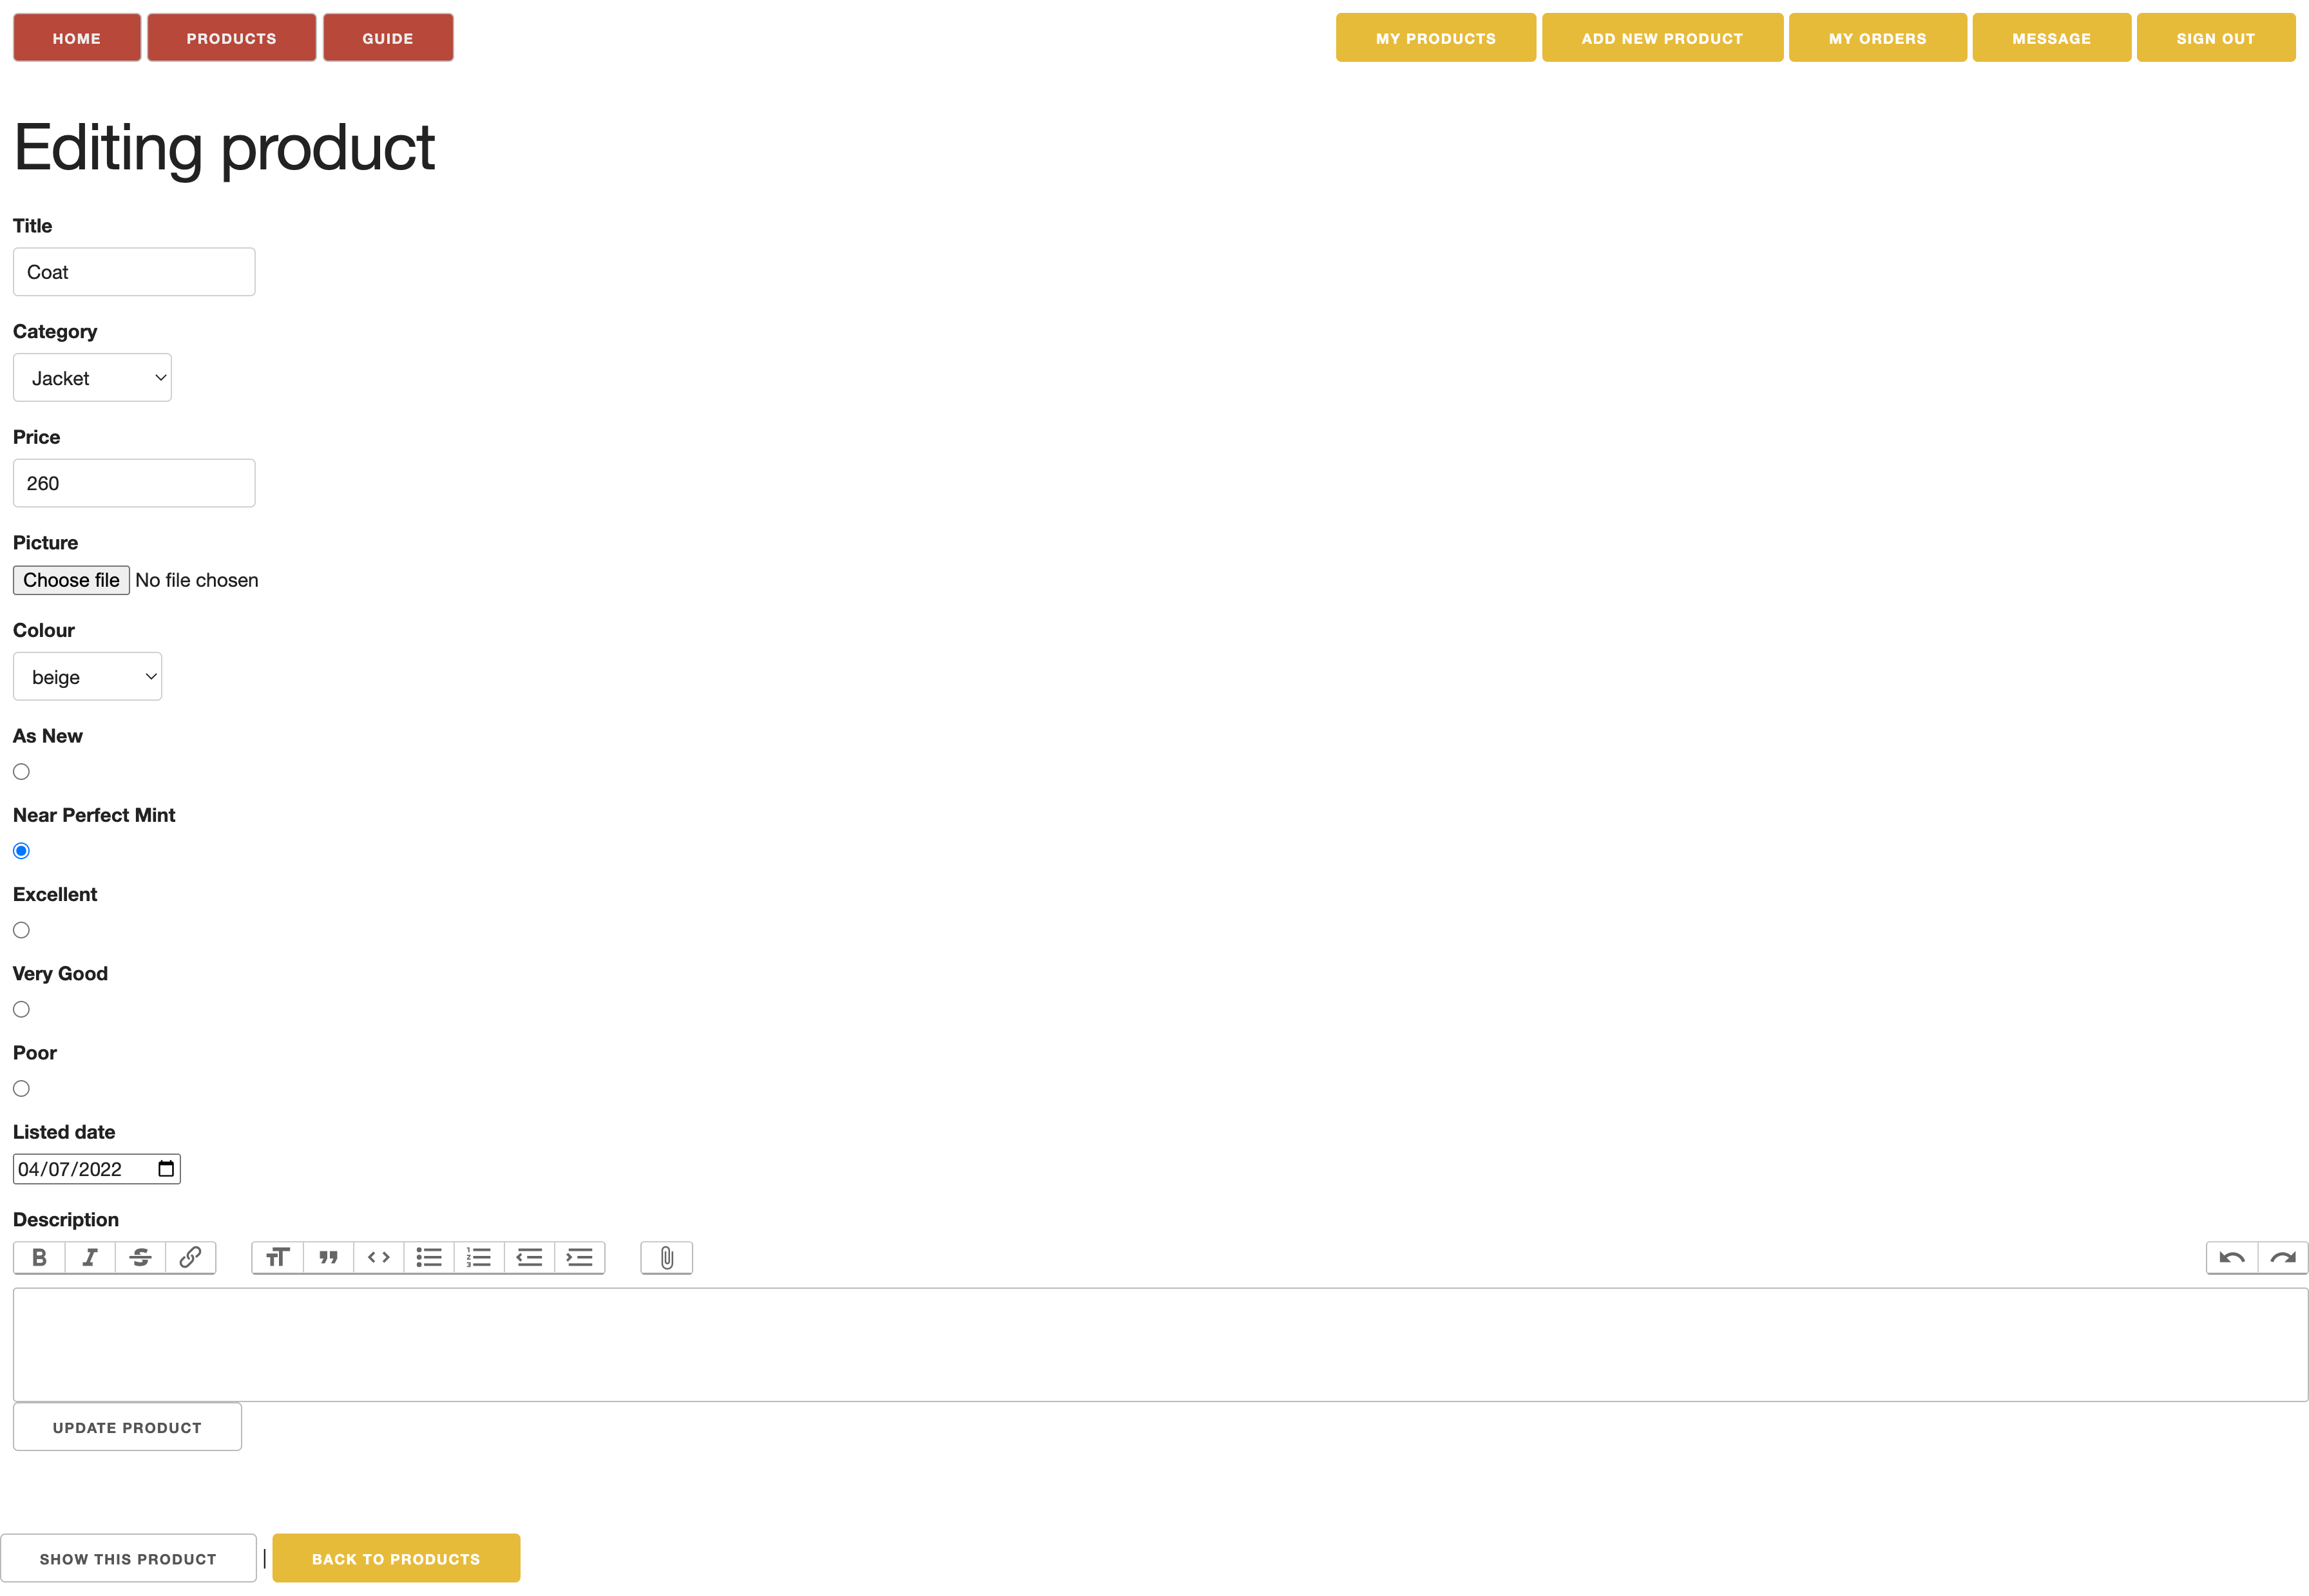 HOME PRODUCTS GUIDE MY PRODUCTS ADD NEW PRODUCT MY ORDERS MESSAGE SIGN OUT
Editing product
Title
Coat
Category
Jacket
Price
260
Picture
Choose file No file chosen
Colour
beige
As New
Near Perfect Mint
Excellent
Very Good
Poor
Listed date
04/07/2022
Description
UPDATE PRODUCT
SHOW THIS PRODUCT | BACK TO PRODUCTS